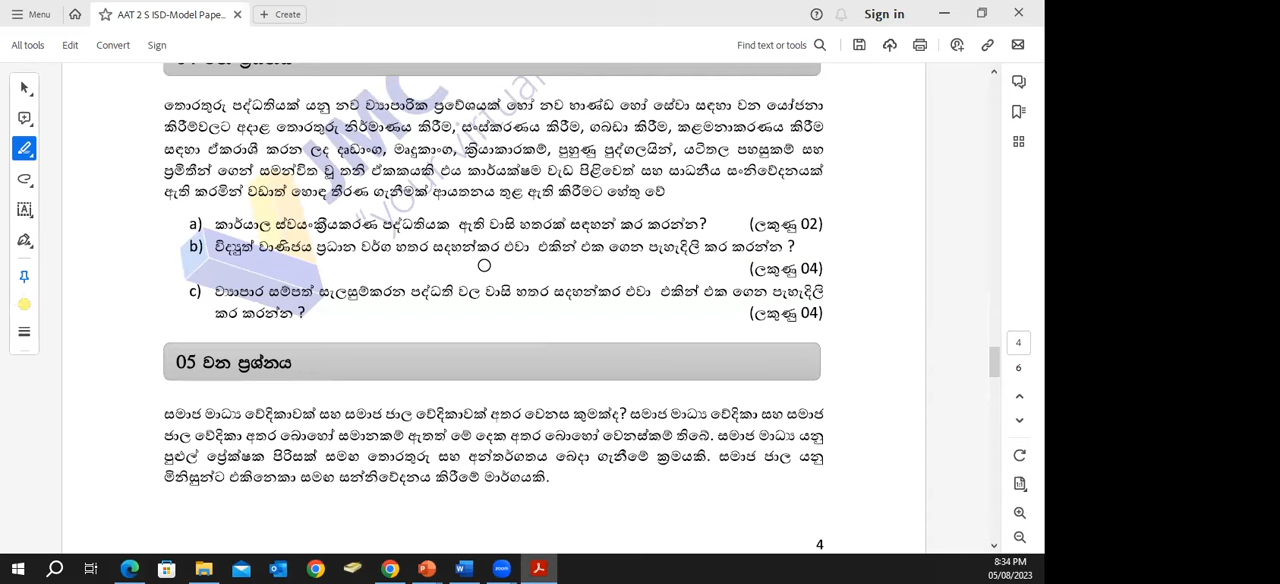 Menu
AAT 2 S ISD-Model Pape...
Create
Sign in
All tools Edit Convert Sign
Find text or tools
තොරතුරු පද්ධතියක් යනු නව ව්‍යාපාරික ප්‍රවේශයක් හෝ නව භාණ්ඩ හෝ සේවා සඳහා වන යෝජනා
කිරීම්වලට අදාළ තොරතුරු නිර්මාණය කිරීම, සංස්කරණය කිරීම, ගබඩා කිරීම, කළමනාකරණය කිරීම
සඳහා ඒකරාශී කරන ලද දෘඩාංග, මෘදුකාංග, ක්‍රියාකාරකම්, පුහුණු පුද්ගලයින්, යටිතල පහසුකම් සහ
ප්‍රමිතීන් ගෙන් සමන්විත වූ තනි ඒකකයකි එය කාර්යක්ෂම වැඩ පිළිවෙත් සහ සාධනීය සංනිවේදනයක්
ඇති කරමින් වඩාත් හොඳ තීරණ ගැනීමක් ආයතනය තුළ ඇති කිරීමට හේතු වේ
a) කාර්යාල ස්වයංක්‍රීයකරණ පද්ධතියක ඇති වාසි හතරක් සඳහන් කර කරන්න? (ලකුණු 02)
b) විද්‍යුත් වාණිජය ප්‍රධාන වර්ග හතර සදහන්කර එවා එකින් එක ගෙන පැහැදිලි කර කරන්න ?
(ලකුණු 04)
c) ව්‍යාපාර සම්පත් සැලසුම්කරන පද්ධති වල වාසි හතර සදහන්කර එවා එකින් එක ගෙන පැහැදිලි
කර කරන්න ? (ලකුණු 04)
05 වන ප්‍රශ්නය
සමාජ මාධ්‍ය වේදිකාවක් සහ සමාජ ජාල වේදිකාවක් අතර වෙනස කුමක්ද? සමාජ මාධ්‍ය වේදිකා සහ සමාජ
ජාල වේදිකා අතර බොහෝ සමානකම් ඇතත් මේ දෙක අතර බොහෝ වෙනස්කම් තිබේ. සමාජ මාධ්‍ය යනු
පුළුල් ප්‍රේක්ෂක පිරිසක් සමඟ තොරතුරු සහ අන්තර්ගතය බෙදා ගැනීමේ ක්‍රමයකි. සමාජ ජාල යනු
මිනිසුන්ට එකිනෙකා සමඟ සන්නිවේදනය කිරීමේ මාර්ගයකි.
4
4
6
JMC
"your virtual
8:34 PM
05/08/2023